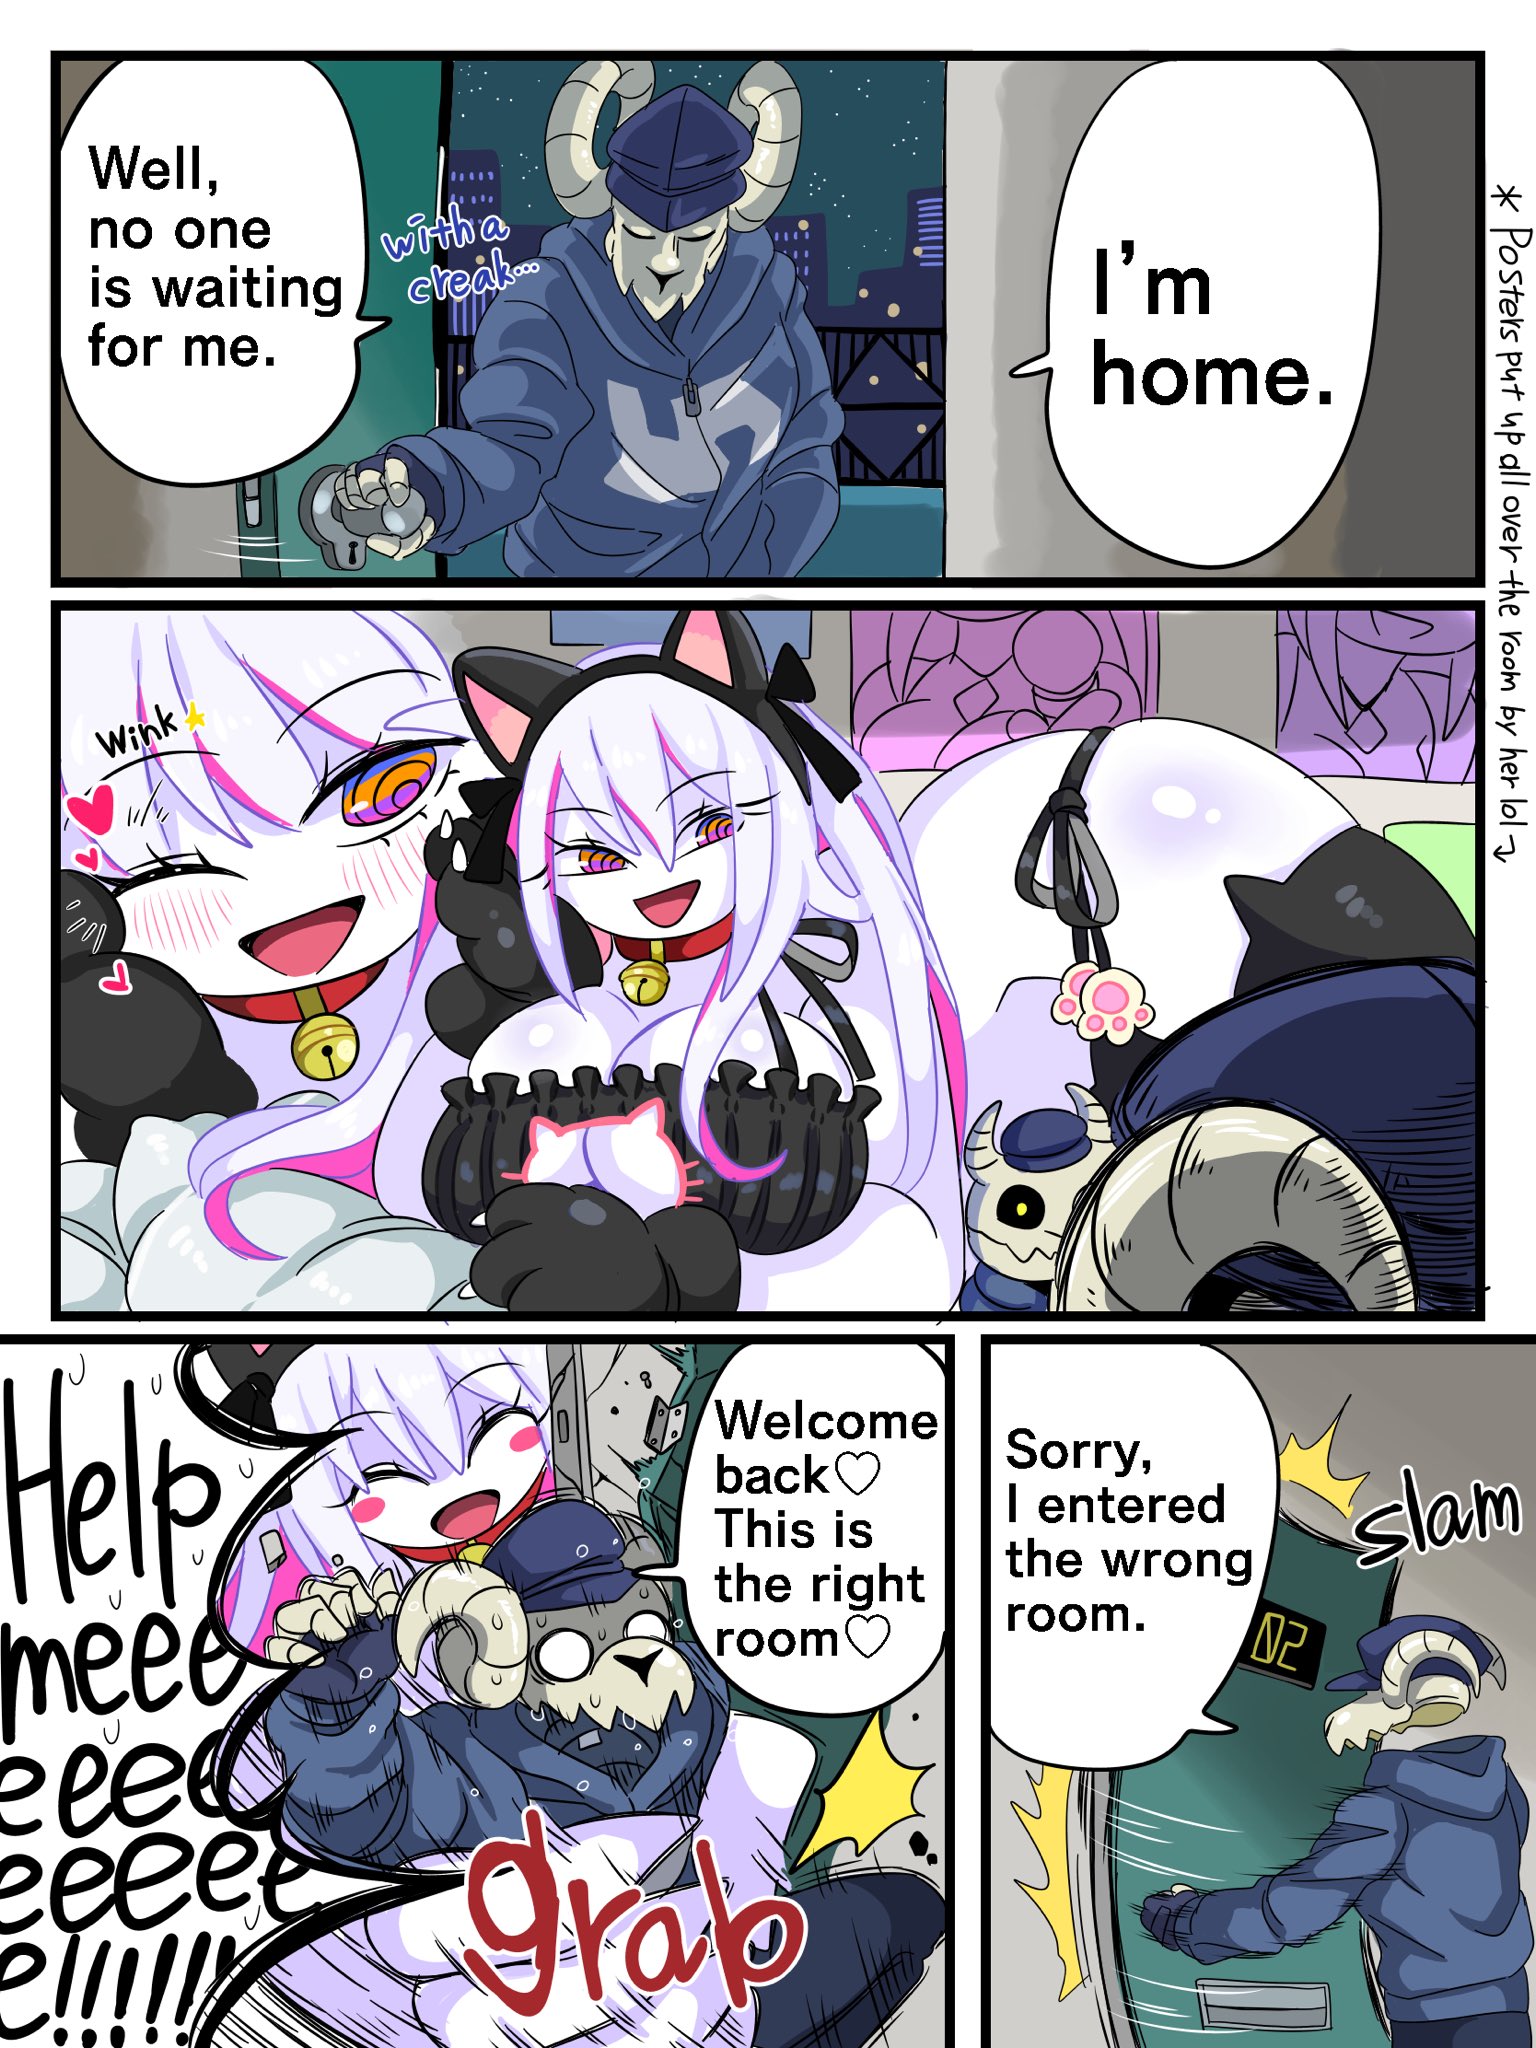 I'm
home.
Well,
no one
is waiting
for me.
with a
creak...
* Posters put up all over the room by her lol
Wink
Sorry,
I entered
the wrong
room.
slam
02
Welcome
back♡
This is
the right
room♡
grab
Help
meee
eeeee
eeeeee
e!!!!!!